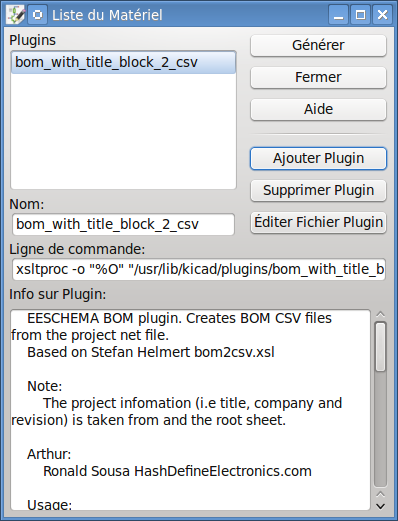 Liste du Matériel
Plugins
bom_with_title_block_2_csv
Générer
Fermer
Aide
Ajouter Plugin
Supprimer Plugin
Éditer Fichier Plugin
Nom:
bom_with_title_block_2_csv
Ligne de commande:
xsltproc -o "%O" "/usr/lib/kicad/plugins/bom_with_title_b
Info sur Plugin:
EESCHEMA BOM plugin. Creates BOM CSV files
from the project net file.
Based on Stefan Helmert bom2csv.xsl
Note:
The project infomation (i.e title, company and
revision) is taken from and the root sheet.
Arthur:
Ronald Sousa HashDefineElectronics.com
Usage: